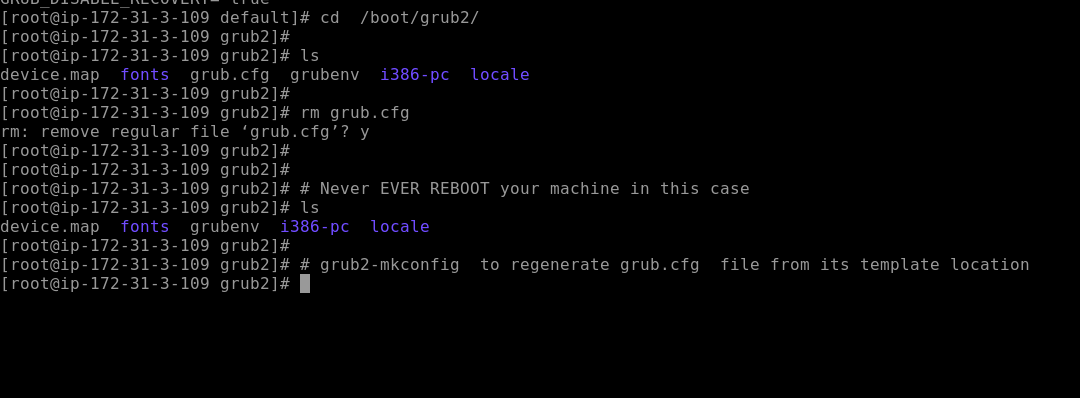 GRUB_DISABLE_RECOVERY="true"
[root@ip-172-31-3-109 default]# cd  /boot/grub2/
[root@ip-172-31-3-109 grub2]#
[root@ip-172-31-3-109 grub2]# ls
device.map  fonts  grub.cfg  grubenv  i386-pc  locale
[root@ip-172-31-3-109 grub2]#
[root@ip-172-31-3-109 grub2]# rm grub.cfg
rm: remove regular file ‘grub.cfg’? y
[root@ip-172-31-3-109 grub2]#
[root@ip-172-31-3-109 grub2]#
[root@ip-172-31-3-109 grub2]# # Never EVER REBOOT your machine in this case
[root@ip-172-31-3-109 grub2]# ls
device.map  fonts  grubenv  i386-pc  locale
[root@ip-172-31-3-109 grub2]#
[root@ip-172-31-3-109 grub2]# # grub2-mkconfig  to regenerate grub.cfg  file from its template location
[root@ip-172-31-3-109 grub2]#